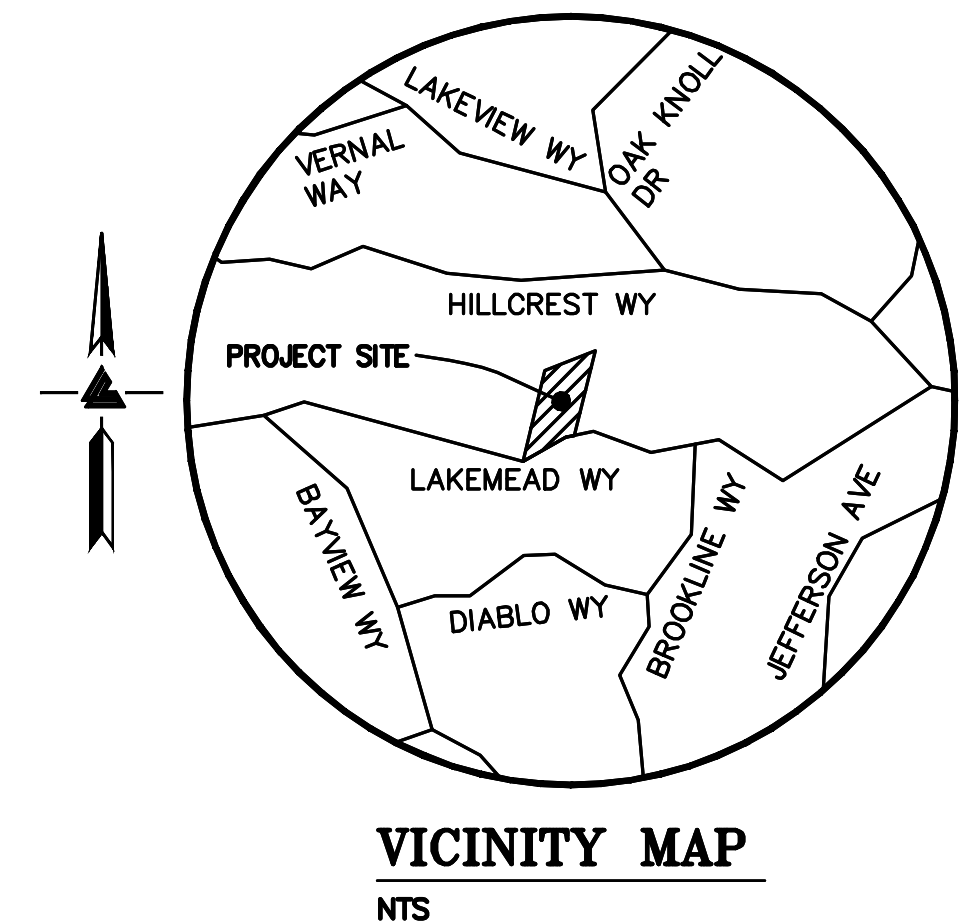 LAKEVIEW WY
OAK KNOLL
DR
VERNAL
WAY
HILLCREST WY
PROJECT SITE
LAKEMEAD WY
BAYVIEW WY
DIABLO WY
BROOKLINE WY
JEFFERSON AVE
VICINITY MAP
NTS